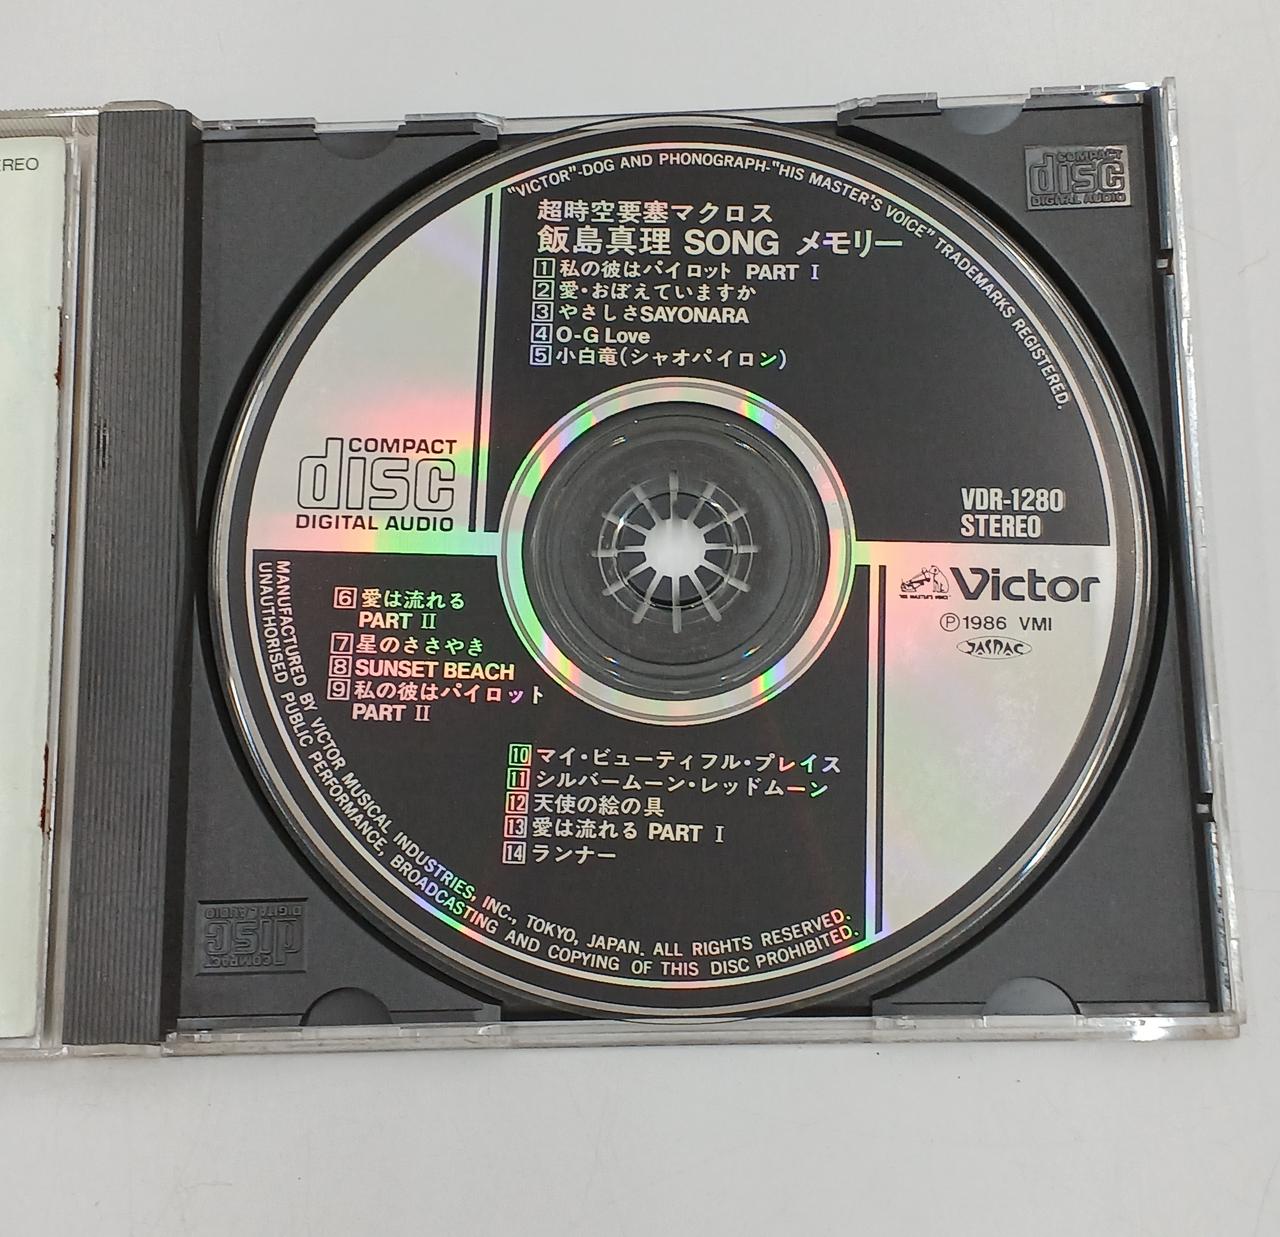 "VICTOR"-DOG AND PHONOGRAPH-"HIS MASTER'S VOICE" TRADEMARKS REGISTERED.
超時空要塞マクロス
飯島真理 SONG メモリー
1 私の彼はパイロット PART Ⅰ
2 愛・おぼえていますか
3 やさしさSAYONARA
4 O-G Love
5 小白竜(シャオパイロン)
COMPACT
disc
DIGITAL AUDIO
VDR-1280
STEREO
Victor
Ⓟ1986 VMI
JASRAC
6 愛は流れる
PART Ⅱ
7 星のささやき
8 SUNSET BEACH
9 私の彼はパイロット
PART Ⅱ
10 マイ・ビューティフル・プレイス
11 シルバームーン・レッドムーン
12 天使の絵の具
13 愛は流れる PART Ⅰ
14 ランナー
MANUFACTURED BY VICTOR MUSICAL INDUSTRIES, INC., TOKYO, JAPAN. ALL RIGHTS RESERVED.
UNAUTHORISED PUBLIC PERFORMANCE, BROADCASTING AND COPYING OF THIS DISC PROHIBITED.
COMPACT
disc
DIGITAL AUDIO
COMPACT
disc
DIGITAL AUDIO